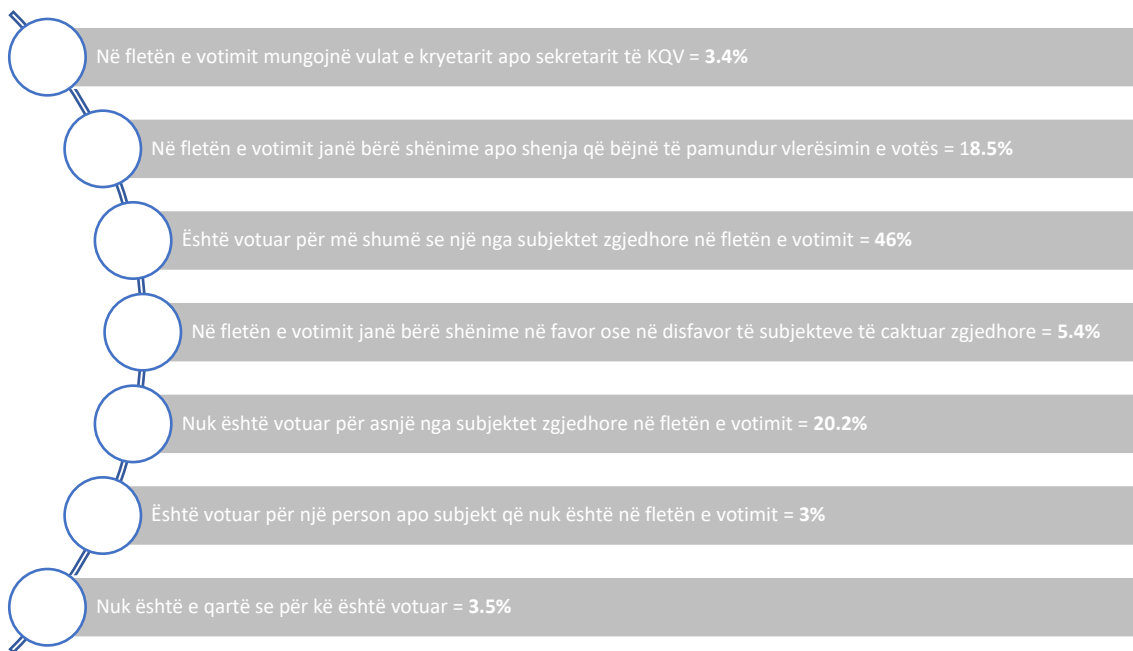 Në fletën e votimit mungojnë vulat e kryetarit apo sekretarit të KQV = 3.4%
Në fletën e votimit janë bërë shënime apo shenja që bëjnë të pamundur vlerësimin e votës = 18.5%
Është votuar për më shumë se një nga subjektet zgjedhore në fletën e votimit = 46%
Në fletën e votimit janë bërë shënime në favor ose në disfavor të subjekteve të caktuar zgjedhore = 5.4%
Nuk është votuar për asnjë nga subjektet zgjedhore në fletën e votimit = 20.2%
Është votuar për një person apo subjekt që nuk është në fletën e votimit = 3%
Nuk është e qartë se për kë është votuar = 3.5%